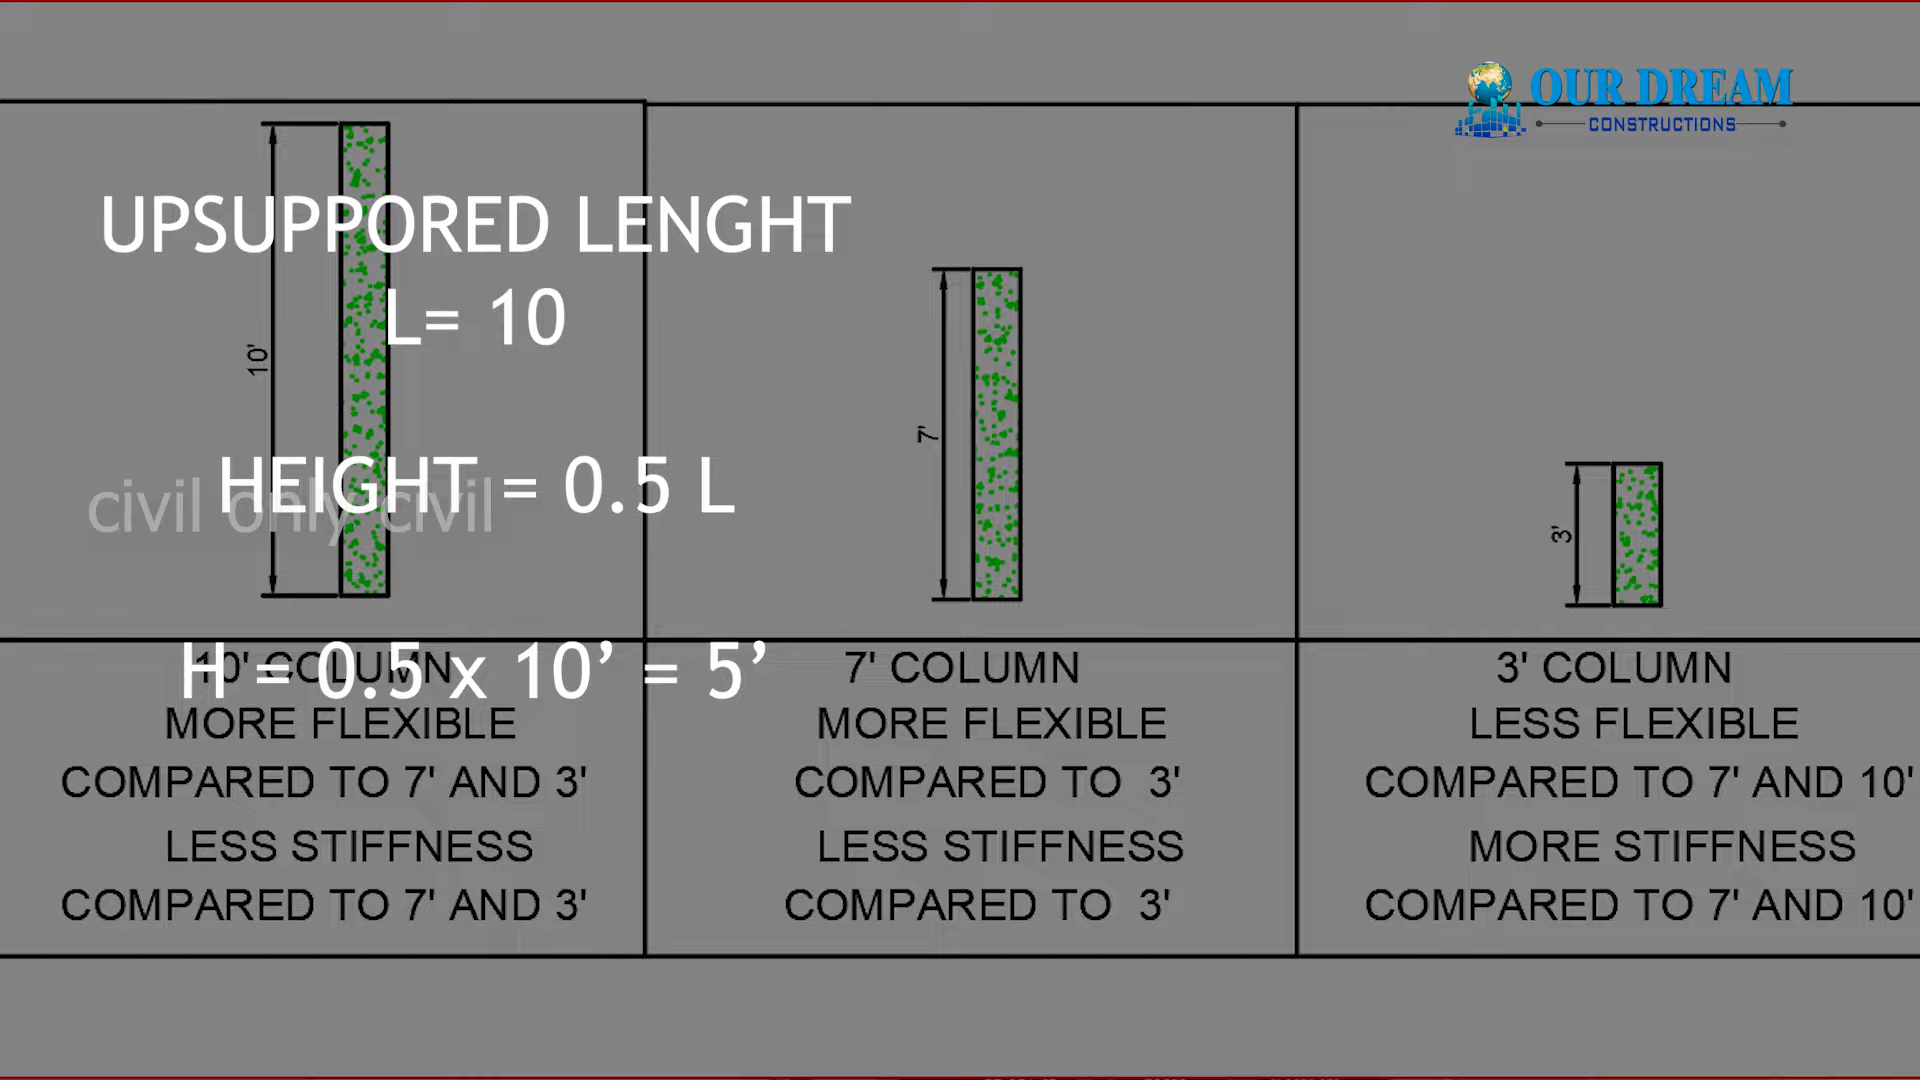 OUR DREAM
CONSTRUCTIONS
UPSUPPORED LENGHT
L= 10
HEIGHT = 0.5 L
civil only civil
H = 0.5 x 10’ = 5’
10'
7'
3'
10' COLUMN
MORE FLEXIBLE
COMPARED TO 7' AND 3'
LESS STIFFNESS
COMPARED TO 7' AND 3'
7' COLUMN
MORE FLEXIBLE
COMPARED TO 3'
LESS STIFFNESS
COMPARED TO 3'
3' COLUMN
LESS FLEXIBLE
COMPARED TO 7' AND 10'
MORE STIFFNESS
COMPARED TO 7' AND 10'